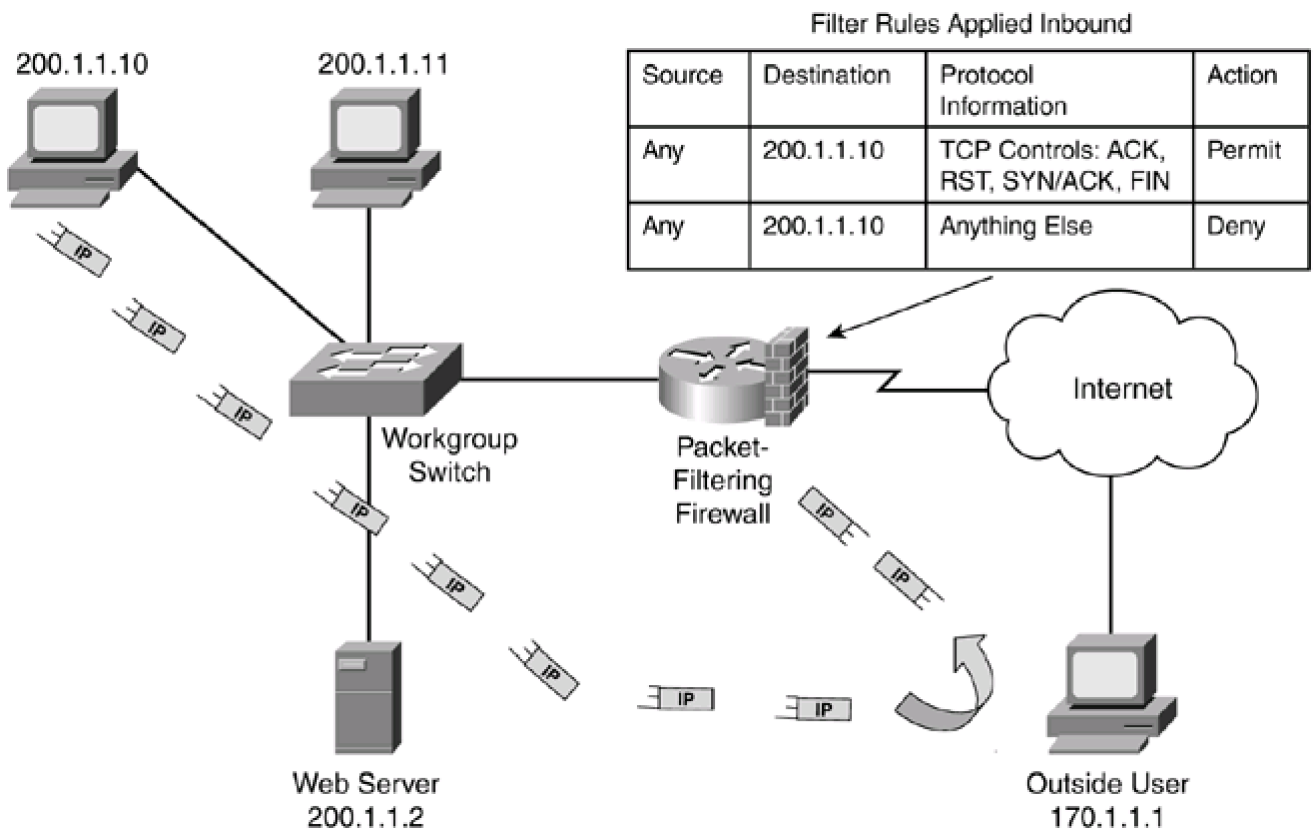 Filter Rules Applied Inbound
200.1.1.10
200.1.1.11
Source
Destination
Protocol
Information
Action
Any
200.1.1.10
TCP Controls: ACK,
RST, SYN/ACK, FIN
Permit
Any
200.1.1.10
Anything Else
Deny
IP
IP
IP
IP
IP
IP
IP
IP
IP
IP
Workgroup
Switch
Packet-
Filtering
Firewall
Internet
Web Server
200.1.1.2
Outside User
170.1.1.1